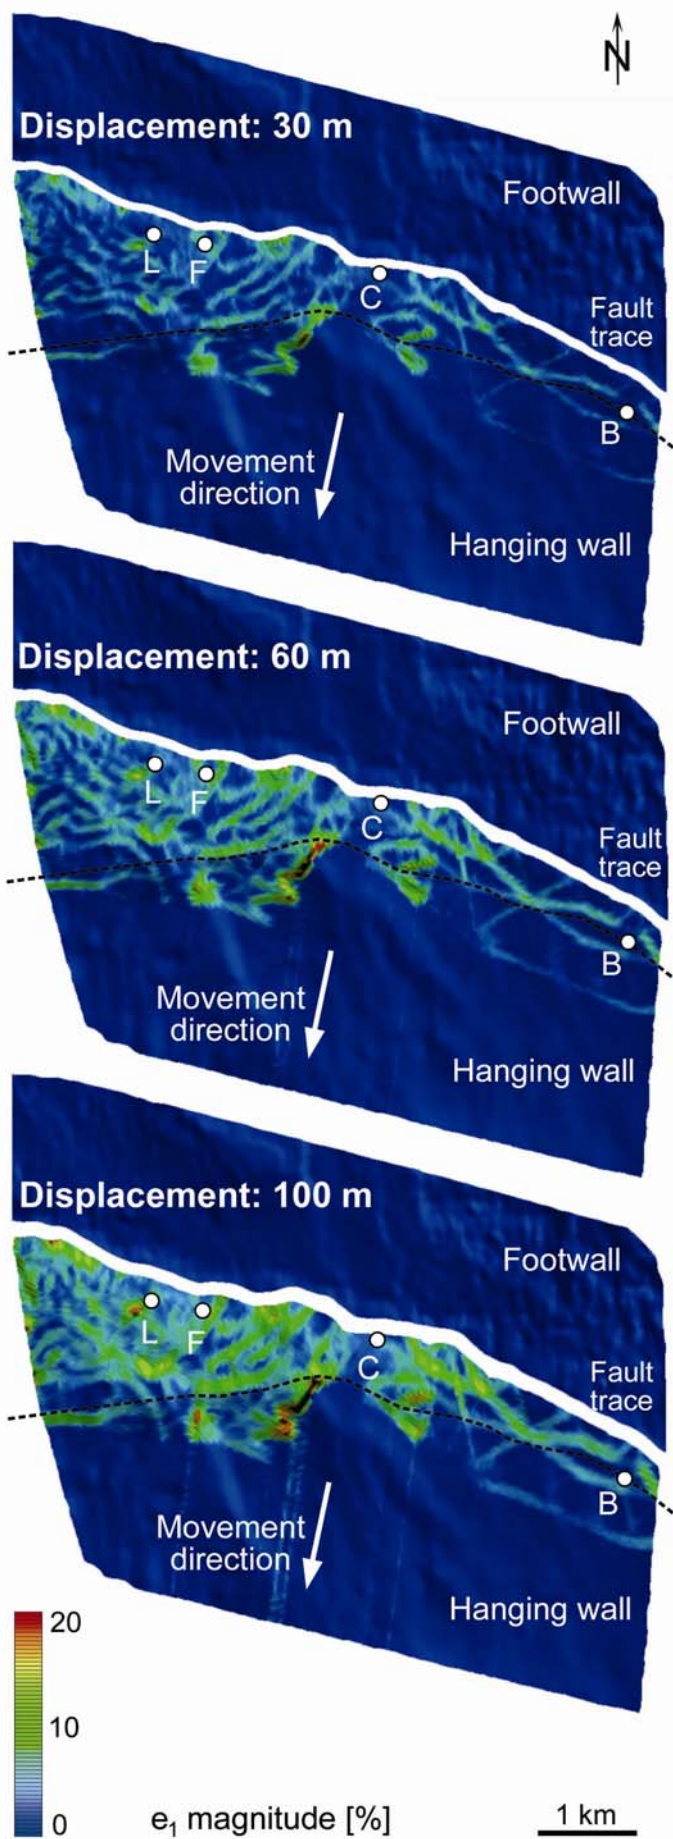 N
Displacement: 30 m
Footwall
L
F
C
Fault
trace
B
Movement
direction
Hanging wall
Displacement: 60 m
Footwall
L
F
C
Fault
trace
B
Movement
direction
Hanging wall
Displacement: 100 m
Footwall
L
F
C
Fault
trace
B
Movement
direction
Hanging wall
20
10
0
e₁ magnitude [%]
1 km